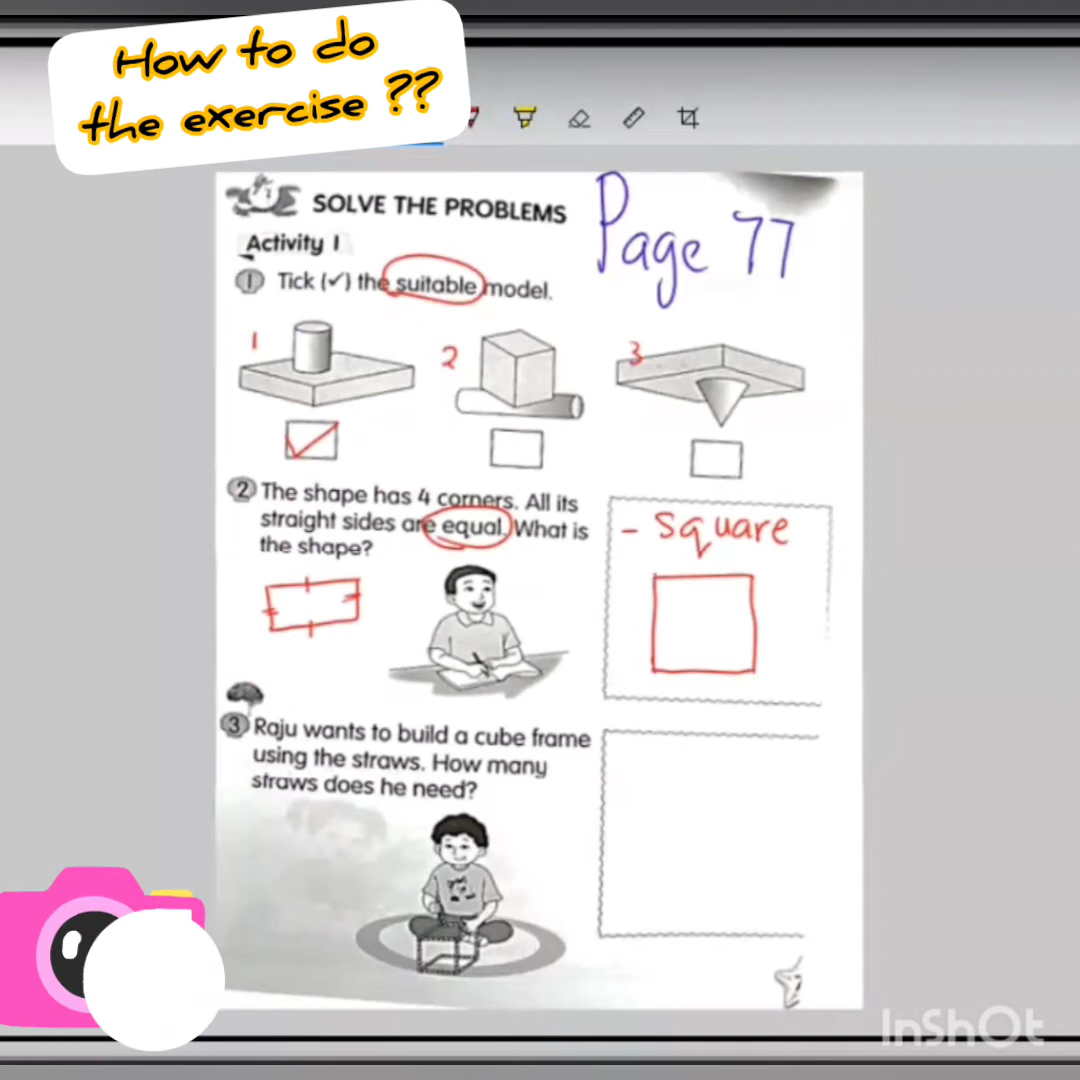 How to do
the exercise ??
SOLVE THE PROBLEMS
Page 77
Activity 1
1 Tick (✓) the suitable model.
1
2
3
2 The shape has 4 corners. All its
straight sides are equal. What is
the shape?
- square
3 Raju wants to build a cube frame
using the straws. How many
straws does he need?
InShOt